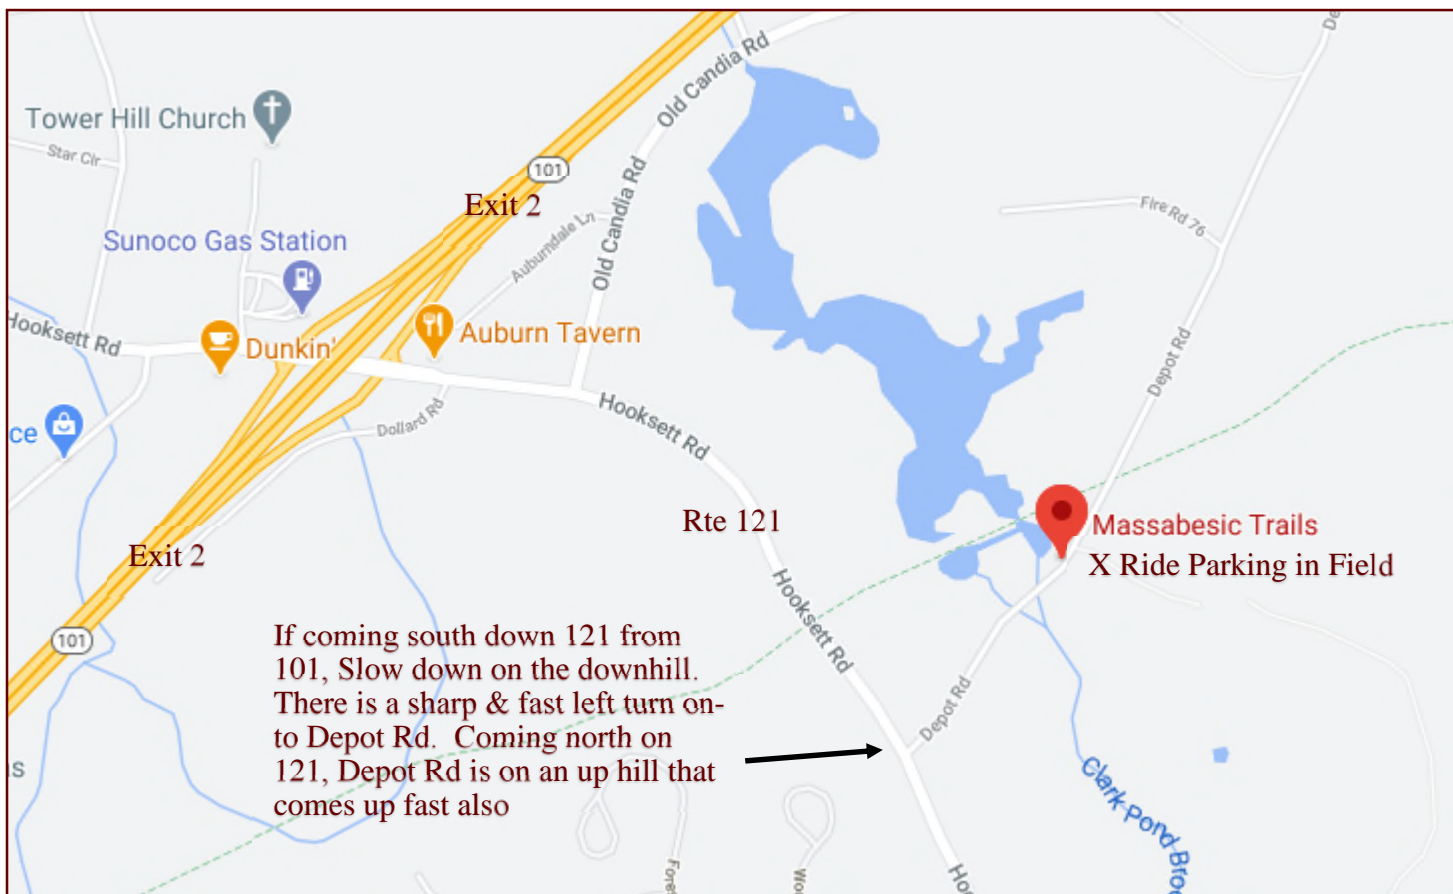 De
Old Candia Rd
Tower Hill Church
Star Cir
101
Exit 2
Fire Rd 76
Auburndale Ln
Old Candia Rd
Sunoco Gas Station
Hooksett Rd
Dunkin'
Auburn Tavern
Depot Rd
Hooksett Rd
Dollard Rd
ce
Rte 121
Massabesic Trails
X Ride Parking in Field
Exit 2
Hooksett Rd
101
If coming south down 121 from
101, Slow down on the downhill.
There is a sharp & fast left turn on-
to Depot Rd.  Coming north on
121, Depot Rd is on an up hill that
comes up fast also
Depot Rd
Clark Pond Broo
Fores
Woo
Hoo